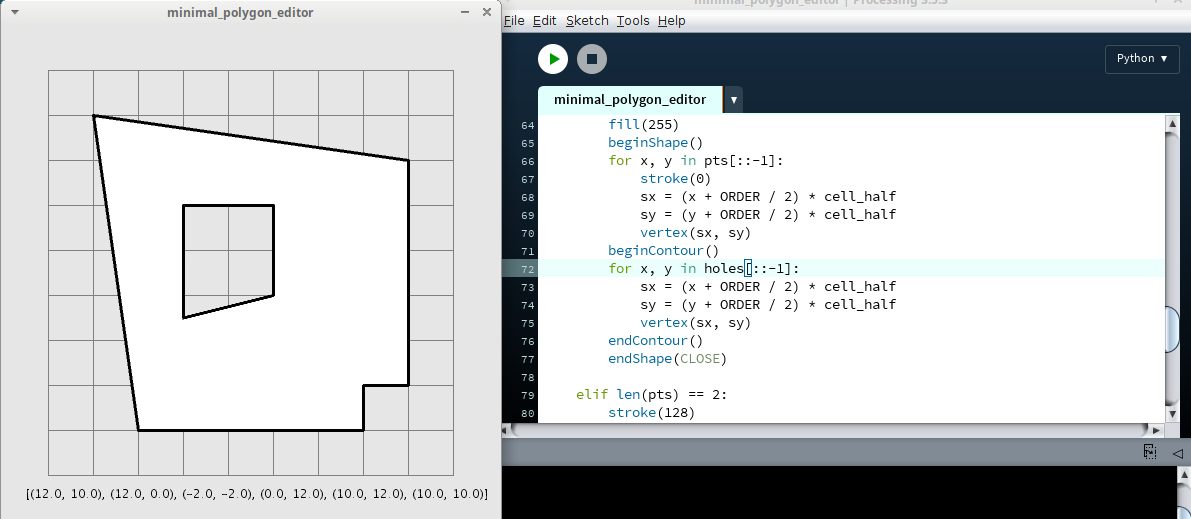 minimal_polygon_editor
[(12.0, 10.0), (12.0, 0.0), (-2.0, -2.0), (0.0, 12.0), (10.0, 12.0), (10.0, 10.0)]
minimal_polygon_editor | Processing 3.5.3
File Edit Sketch Tools Help
Python ▾
minimal_polygon_editor
64 fill(255)
65 beginShape()
66 for x, y in pts[::-1]:
67 stroke(0)
68 sx = (x + ORDER / 2) * cell_half
69 sy = (y + ORDER / 2) * cell_half
70 vertex(sx, sy)
71 beginContour()
72 for x, y in holes[::-1]:
73 sx = (x + ORDER / 2) * cell_half
74 sy = (y + ORDER / 2) * cell_half
75 vertex(sx, sy)
76 endContour()
77 endShape(CLOSE)
78
79 elif len(pts) == 2:
80 stroke(128)